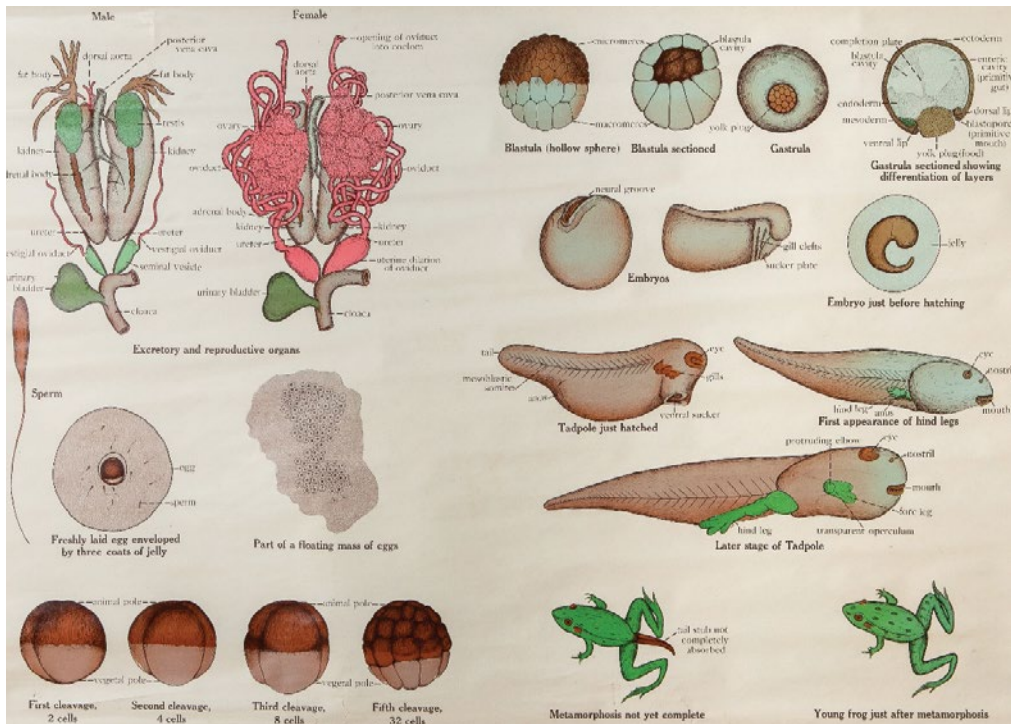 Male
Female
posterior
vena cava
dorsal aorta
fat body
fat body
testis
kidney
kidney
adrenal body
ureter
ureter
vestigial oviduct
vestigial oviduct
seminal vesicle
urinary
bladder
cloaca
opening of oviduct
into coelom
dorsal
aorta
posterior vena cava
ovary
ovary
oviduct
oviduct
adrenal body
kidney
kidney
ureter
ureter
uterine dilation
of oviduct
urinary bladder
cloaca
Excretory and reproductive organs
Sperm
egg
sperm
Freshly laid egg enveloped
by three coats of jelly
Part of a floating mass of eggs
animal pole
animal pole
vegetal pole
vegetal pole
First cleavage,
2 cells
Second cleavage,
4 cells
Third cleavage,
8 cells
Fifth cleavage,
32 cells
micromeres
macromeres
Blastula (hollow sphere)
blastula
cavity
Blastula sectioned
yolk plug
Gastrula
completion plate
blastula
cavity
endoderm
mesoderm
ventral lip
yolk plug (food)
ectoderm
enteric
cavity
(primitive
gut)
dorsal lip
blastopore
(primitive
mouth)
Gastrula sectioned showing
differentiation of layers
neural groove
gill clefts
sucker plate
Embryos
jelly
Embryo just before hatching
tail
mesoblastic
somites
anus
eye
gills
ventral sucker
Tadpole just hatched
eye
nostril
mouth
hind leg
anus
First appearance of hind legs
protruding elbow
eye
nostril
mouth
fore leg
transparent operculum
hind leg
Later stage of Tadpole
tail stub not
completely
absorbed
Metamorphosis not yet complete
Young frog just after metamorphosis